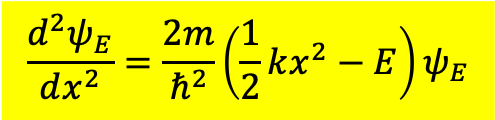 d²ψ_E/dx² = 2m/ħ² (1/2 kx² − E) ψ_E